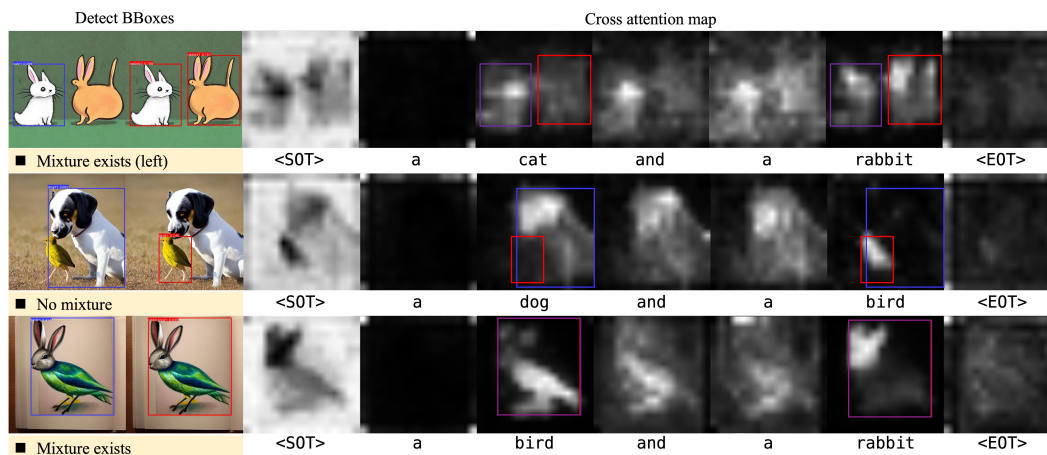 Detect BBoxes
Cross attention map
<SOT> a cat and a rabbit <EOT>
■ Mixture exists (left)
<SOT> a dog and a bird <EOT>
■ No mixture
<SOT> a bird and a rabbit <EOT>
■ Mixture exists